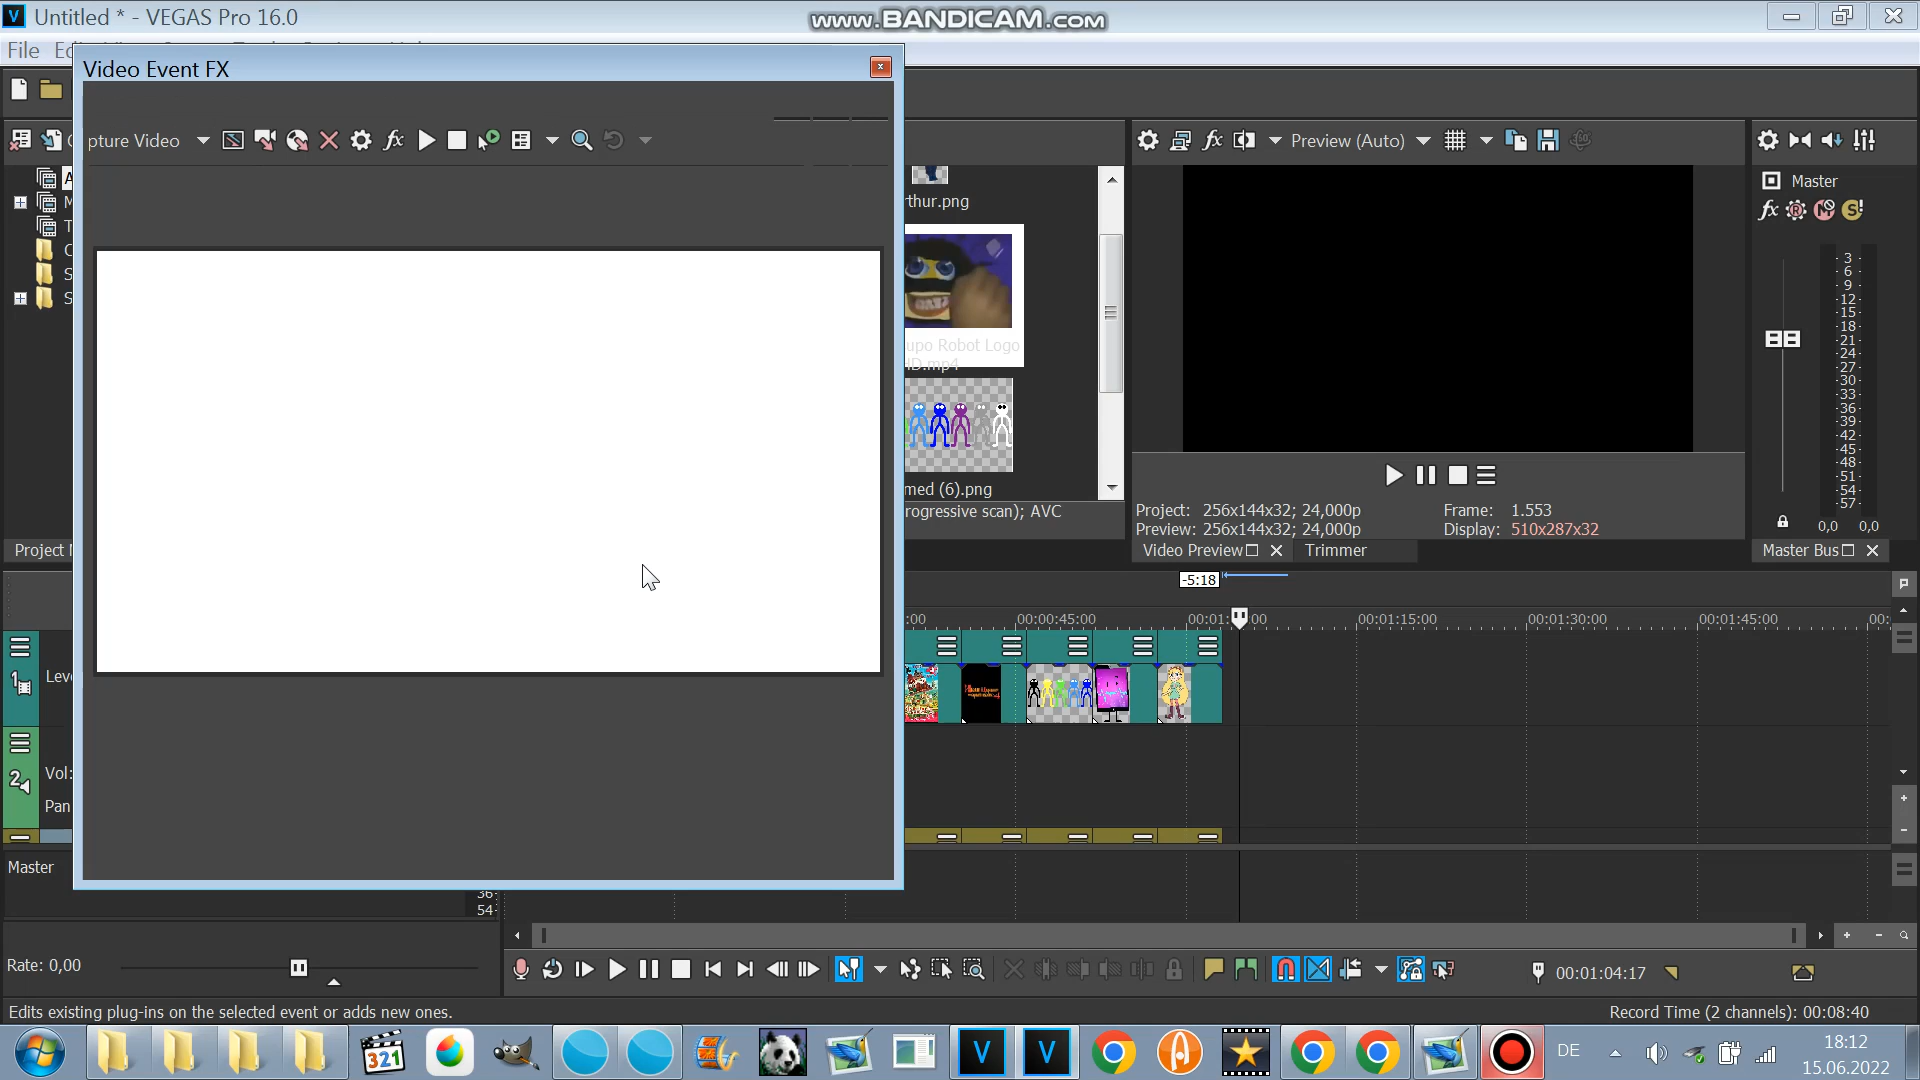 Untitled * - VEGAS Pro 16.0
www.BANDICAM.com
File
Video Event FX
pture Video
Preview (Auto)
Master
rthur.png
upo Robot Logo
HD.mp4
med (6).png
rogressive scan); AVC
3
6
9
12
15
18
21
24
27
30
33
36
39
42
45
48
51
54
57
0,0 0,0
Project: 256x144x32; 24,000p
Frame: 1.553
Preview: 256x144x32; 24,000p
Display: 510x287x32
Project
Video Preview
Trimmer
Master Bus
-5:18
:00
00:00:45:00
00:01:
:00
00:01:15:00
00:01:30:00
00:01:45:00
00:
1
Leve
2
Vol:
Pan
Master
36
54
Rate: 0,00
00:01:04:17
Edits existing plug-ins on the selected event or adds new ones.
Record Time (2 channels): 00:08:40
321
DE
18:12
15.06.2022